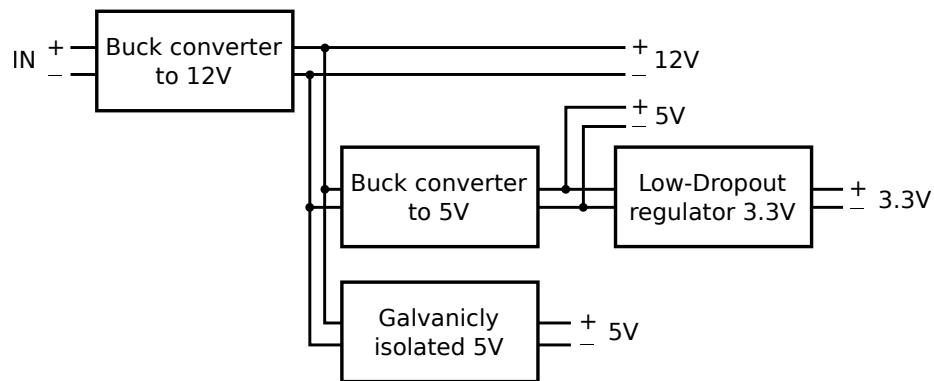 IN
+
−
Buck converter
to 12V
+
−
12V
+
−
5V
Buck converter
to 5V
Low-Dropout
regulator 3.3V
+
−
3.3V
Galvanicly
isolated 5V
+
−
5V